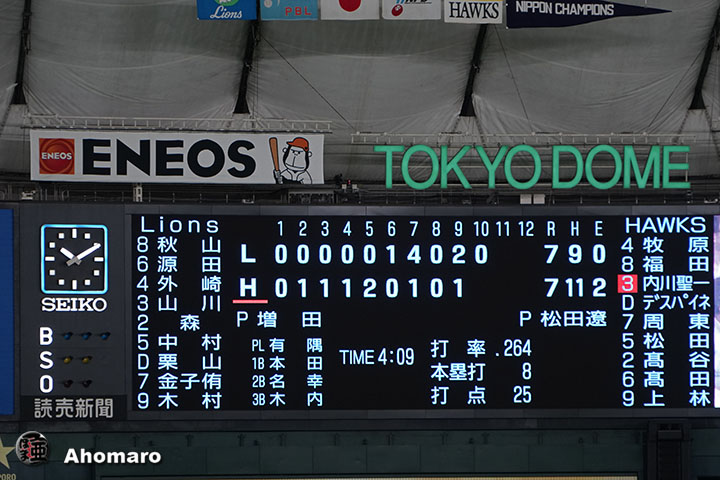 Lions
PBL
HAWKS
NIPPON CHAMPIONS
ENEOS ENEOS
TOKYO DOME
Lions 1 2 3 4 5 6 7 8 9 10 11 12 R H E HAWKS
8 秋山 L 0 0 0 0 0 1 4 0 2 0 7 9 0 4 牧原
6 源田 8 福田
4 外崎 H 0 1 1 1 2 0 1 0 1 7 11 2 3 内川聖一
3 山川 D デスパイネ
2 森 P 増田 P 松田遼 7 周東
5 中村 PL 有隅 TIME 4:09 打率 .264 5 松田
D 栗山 1B 本田 本塁打 8 2 髙谷
7 金子侑 2B 名幸 打点 25 6 髙田
9 木村 3B 木内 9 上林
SEIKO
B
S
O
読売新聞
Ahomaro